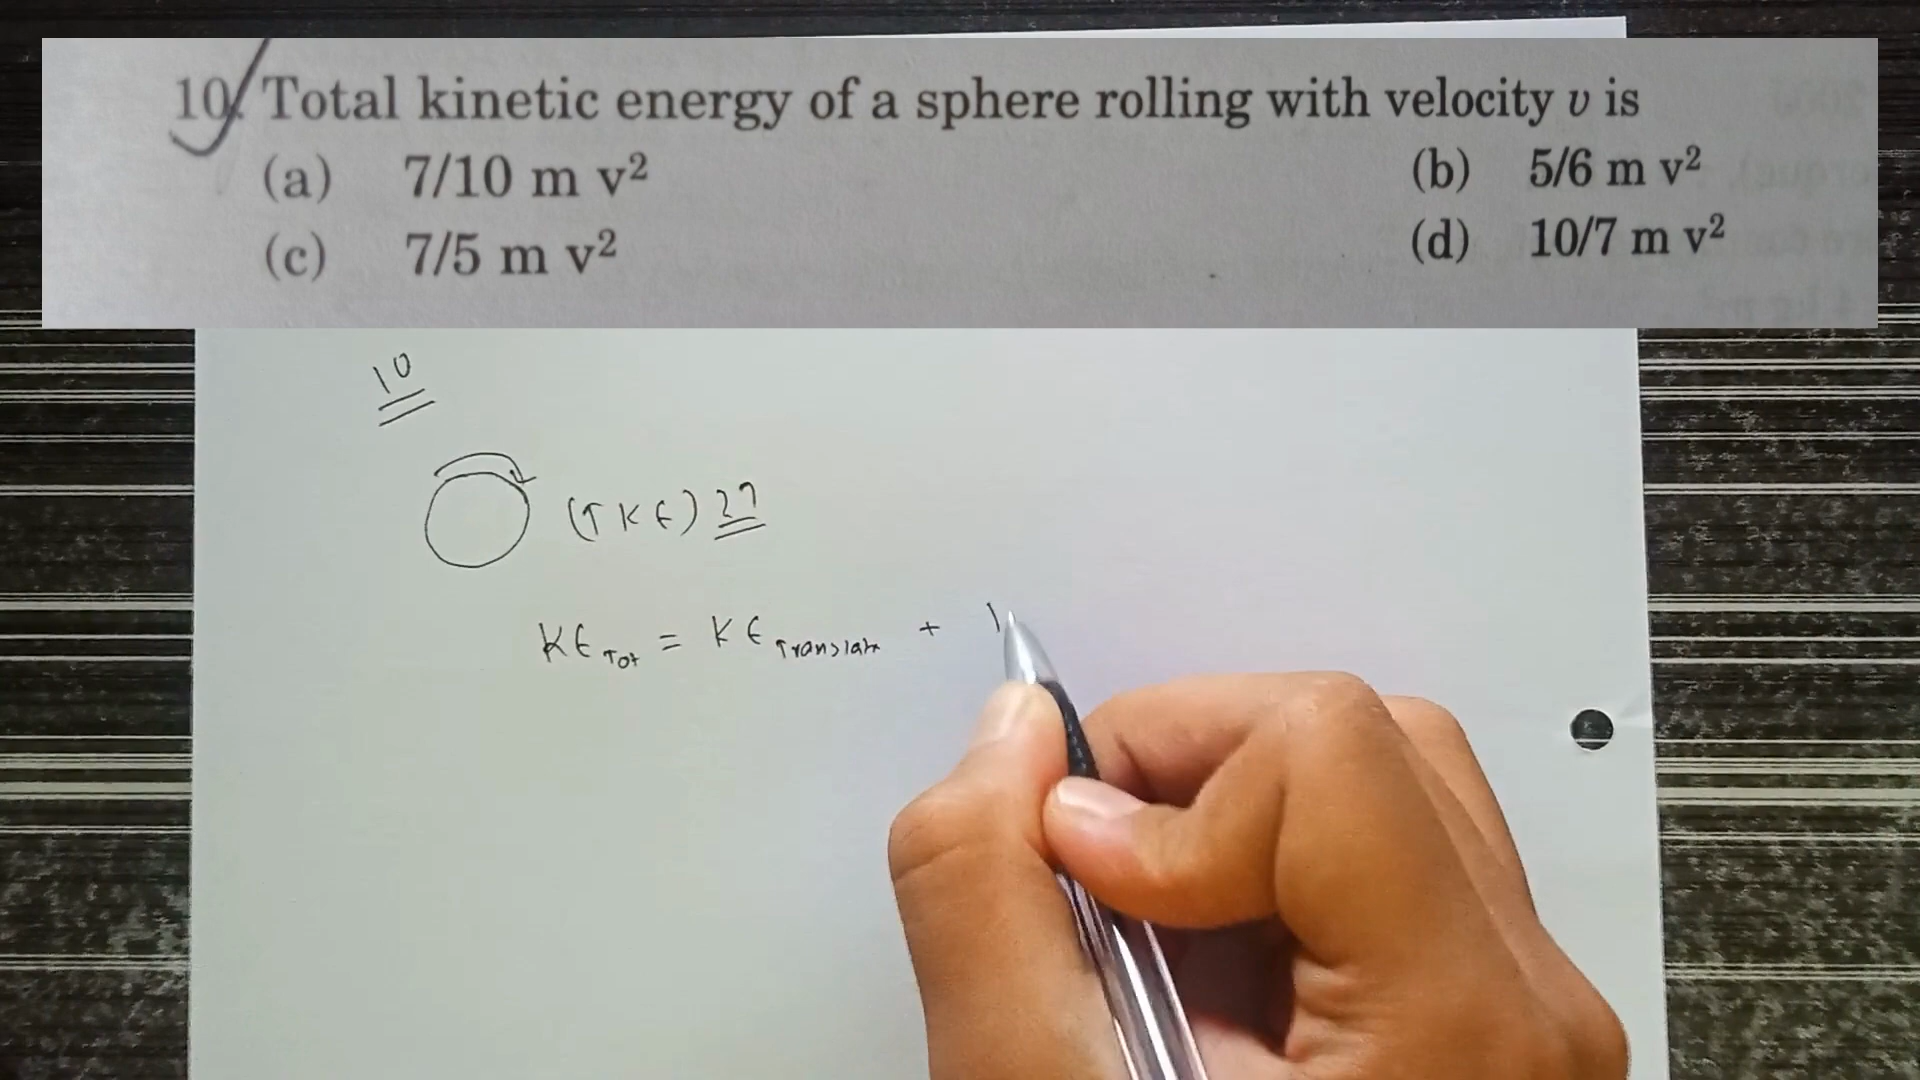 10. Total kinetic energy of a sphere rolling with velocity v is
(a) 7/10 m v² (b) 5/6 m v²
(c) 7/5 m v² (d) 10/7 m v²
10
(TKE) ??
KE Tot = KE Translate +